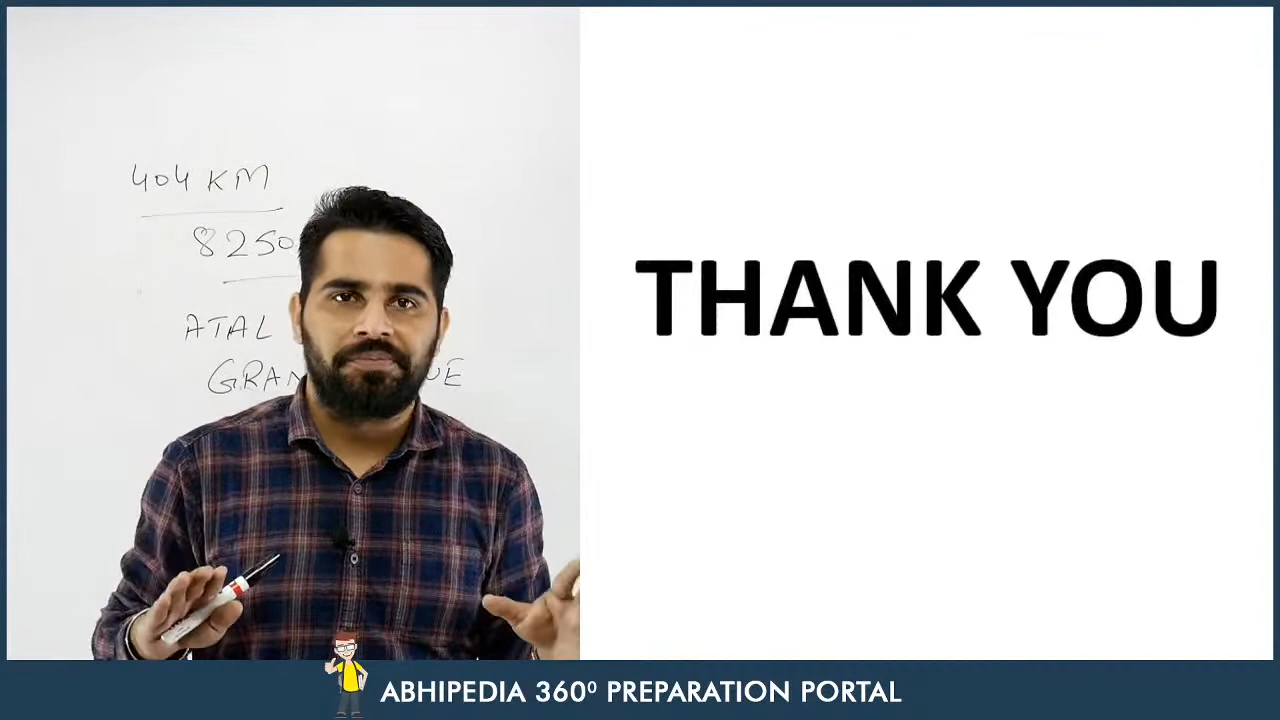 404 KM
8250
ATAL
THANK YOU
ABHIPEDIA 360⁰ PREPARATION PORTAL